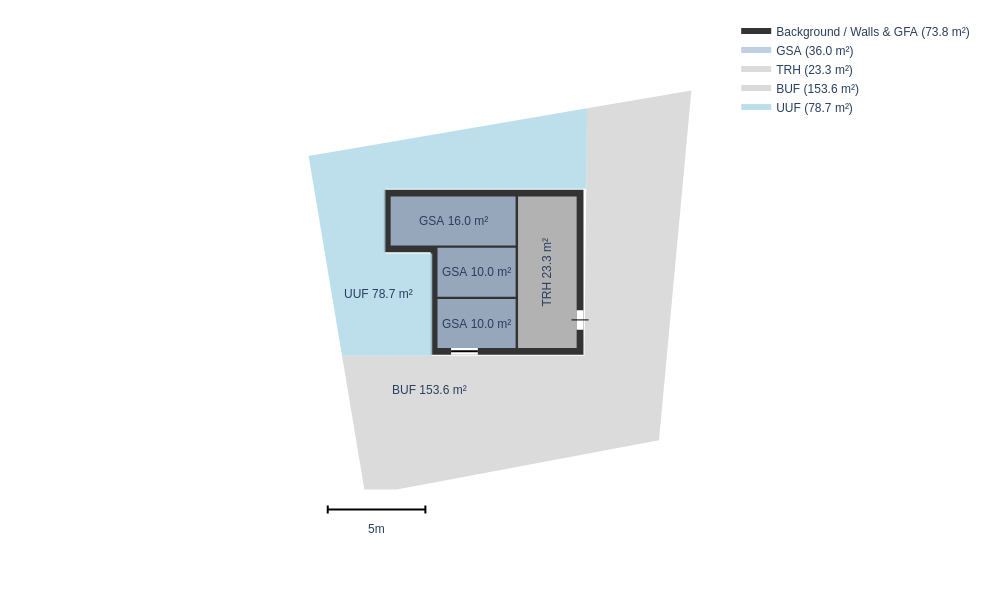 Background / Walls & GFA (73.8 m²)
GSA (36.0 m²)
TRH (23.3 m²)
BUF (153.6 m²)
UUF (78.7 m²)
GSA 16.0 m²
TRH 23.3 m²
GSA 10.0 m²
UUF 78.7 m²
GSA 10.0 m²
BUF 153.6 m²
5m